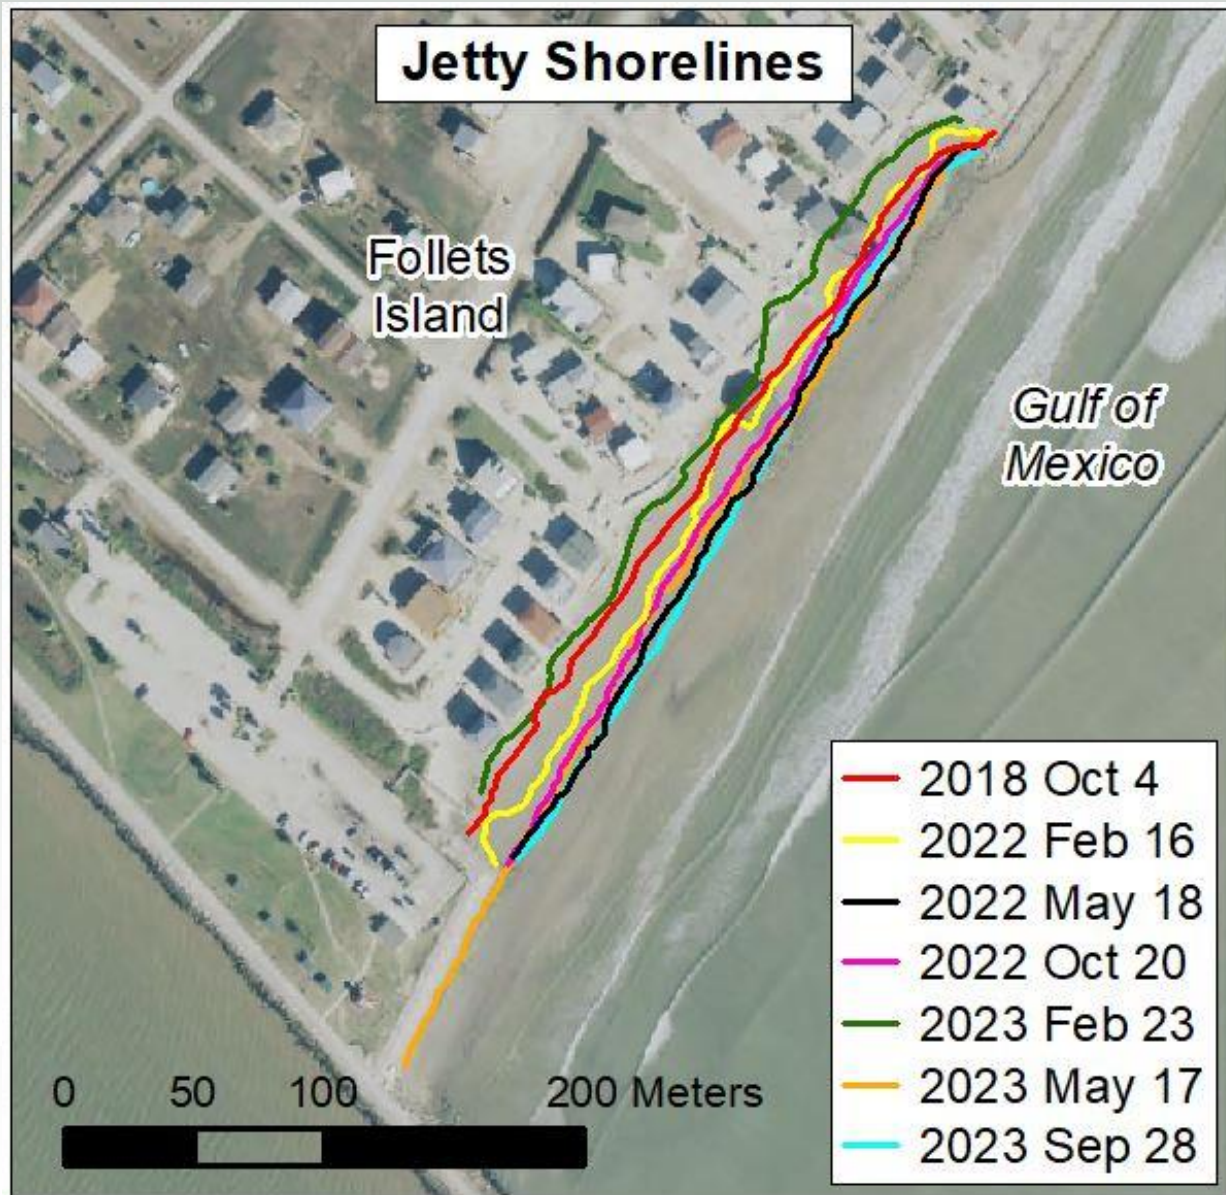 Jetty Shorelines
Follets
Island
Gulf of
Mexico
2018 Oct 4
2022 Feb 16
2022 May 18
2022 Oct 20
2023 Feb 23
2023 May 17
2023 Sep 28
0 50 100 200 Meters